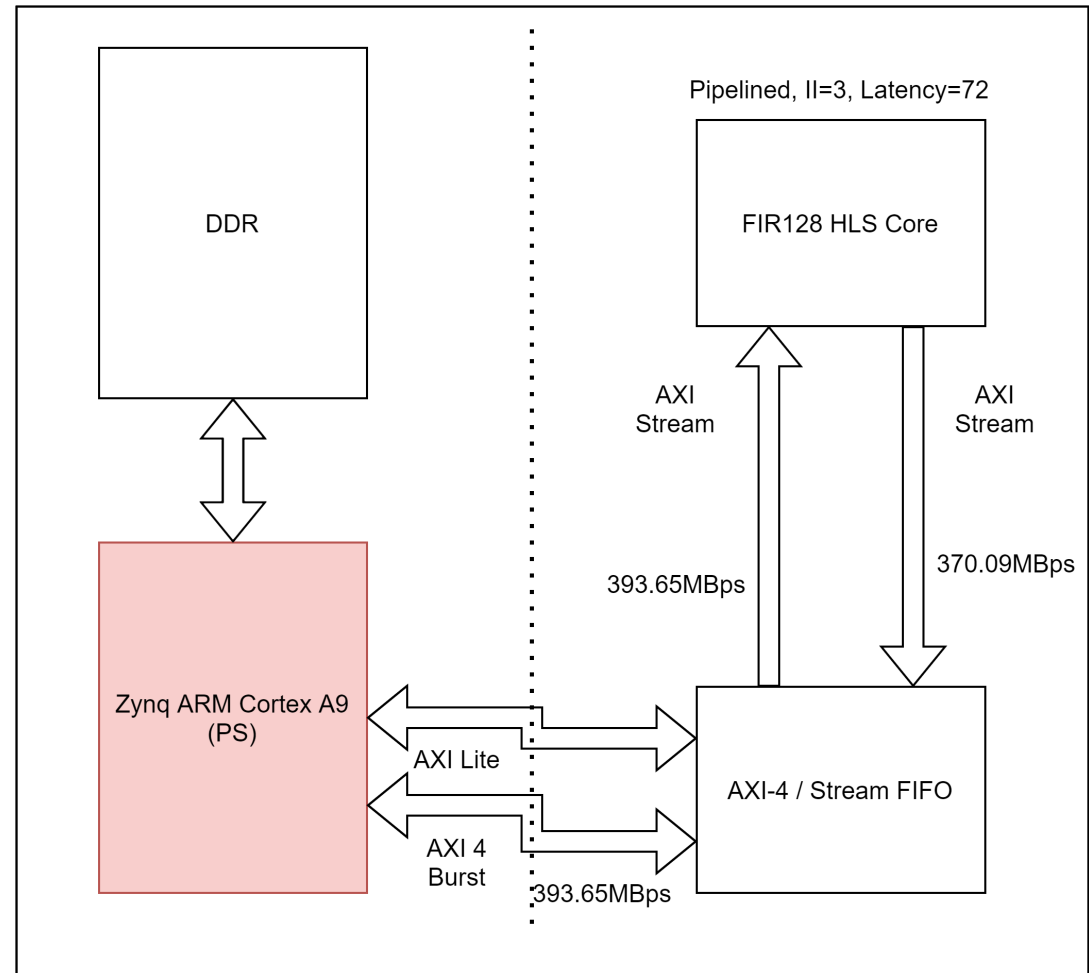 Pipelined, II=3, Latency=72
DDR
FIR128 HLS Core
AXI
Stream
AXI
Stream
393.65MBps
370.09MBps
Zynq ARM Cortex A9
(PS)
AXI Lite
AXI-4 / Stream FIFO
AXI 4
Burst
393.65MBps